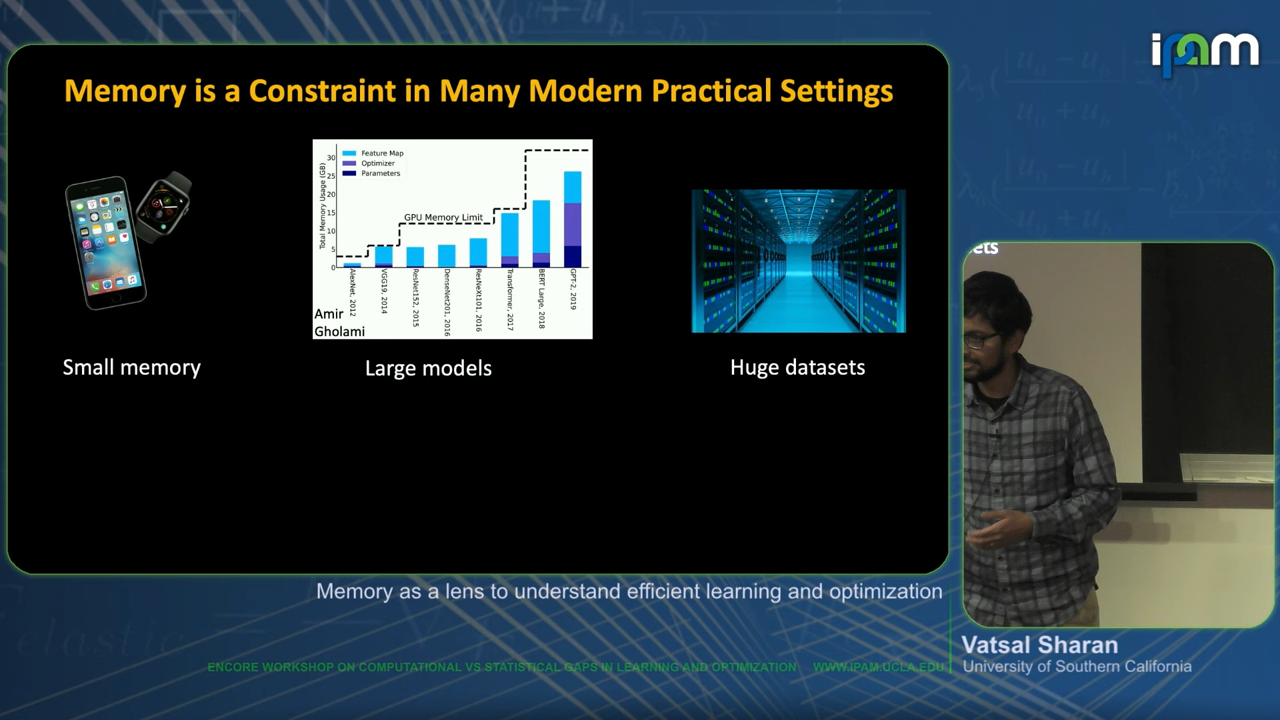 ipam
Memory is a Constraint in Many Modern Practical Settings
Total Memory Usage (GB)
30
25
20
15
10
5
0
Feature Map
Optimizer
Parameters
GPU Memory Limit
AlexNet, 2012
VGG19, 2014
ResNet152, 2015
DenseNet201, 2016
ResNeXt101, 2016
Transformer, 2017
BERT Large, 2018
GPT-2, 2019
Amir
Gholami
Small memory
Large models
Huge datasets
ets
Memory as a lens to understand efficient learning and optimization
Vatsal Sharan
University of Southern California
ENCORE WORKSHOP ON COMPUTATIONAL VS STATISTICAL GAPS IN LEARNING AND OPTIMIZATION WWW.IPAM.UCLA.EDU
elastic